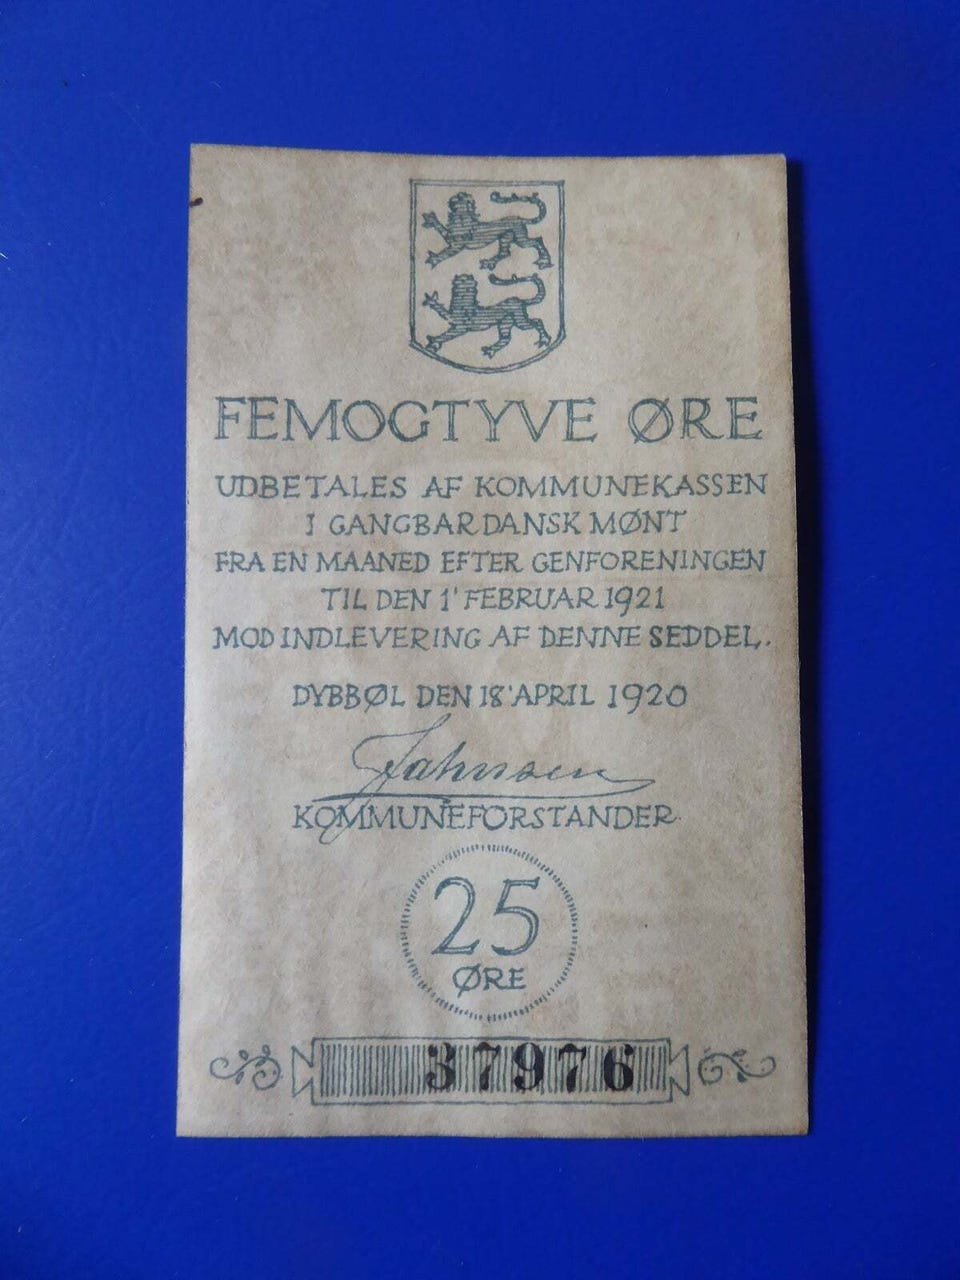 FEMOGTYVE ØRE
UDBETALES AF KOMMUNEKASSEN
I GANGBAR DANSK MØNT
FRA EN MAANED EFTER GENFORENINGEN
TIL DEN 1' FEBRUAR 1921
MOD INDLEVERING AF DENNE SEDDEL.
DYBBØL DEN 18' APRIL 1920
Jahnsen
KOMMUNEFORSTANDER
25
ØRE
37976